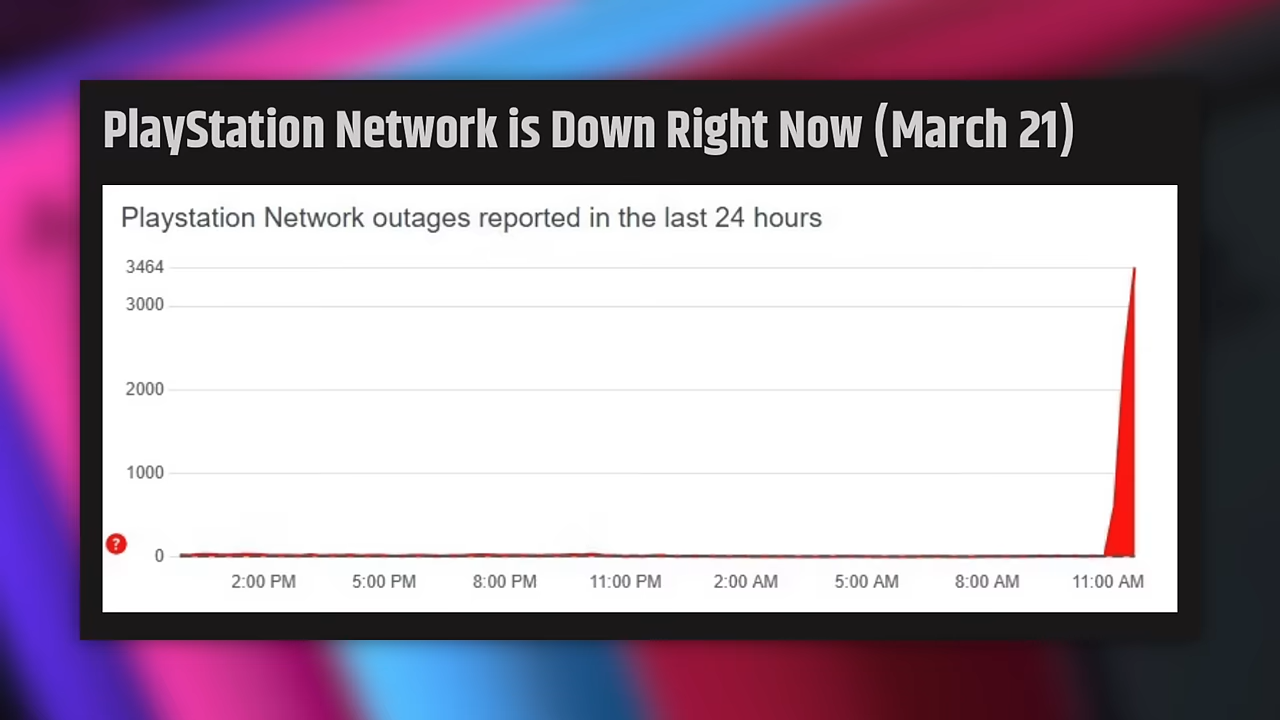 PlayStation Network is Down Right Now (March 21)
Playstation Network outages reported in the last 24 hours
3464
3000
2000
1000
?
0
2:00 PM 5:00 PM 8:00 PM 11:00 PM 2:00 AM 5:00 AM 8:00 AM 11:00 AM